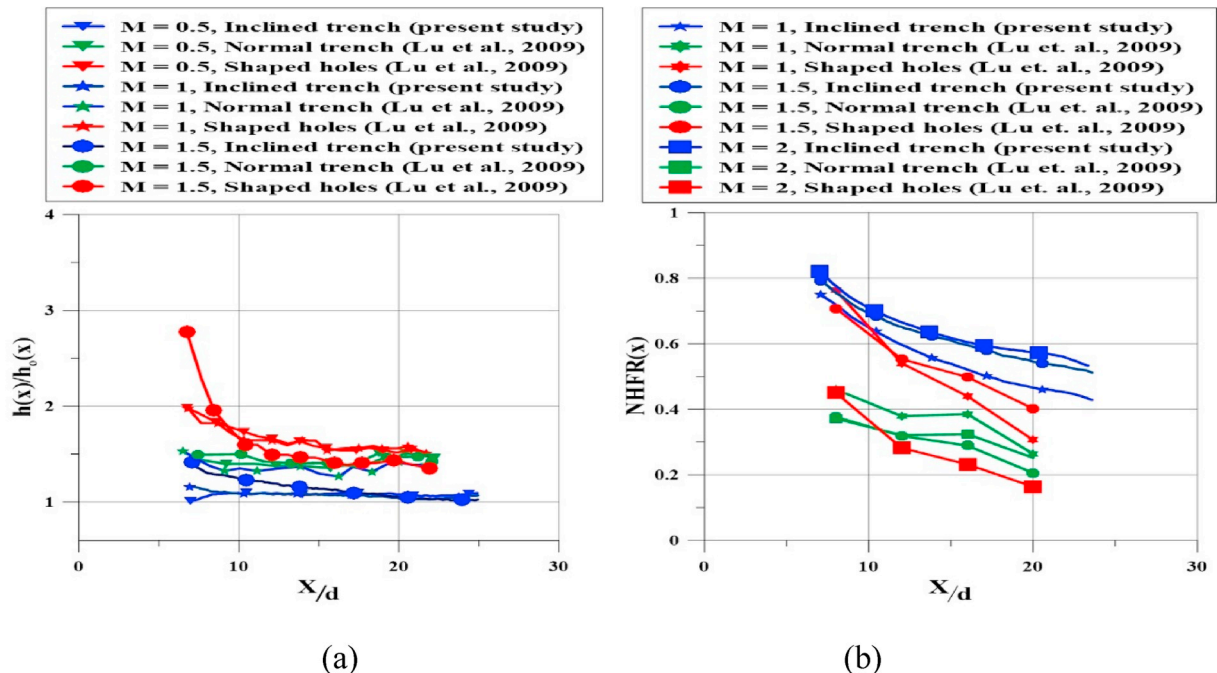 M = 0.5, Inclined trench (present study)
M = 0.5, Normal trench (Lu et al., 2009)
M = 0.5, Shaped holes (Lu et al., 2009)
M = 1, Inclined trench (present study)
M = 1, Normal trench (Lu et al., 2009)
M = 1, Shaped holes (Lu et al., 2009)
M = 1.5, Inclined trench (present study)
M = 1.5, Normal trench (Lu et al., 2009)
M = 1.5, Shaped holes (Lu et al., 2009)
4
3
2
1
h(x)/h₀(x)
0
10
20
X/d
(a)
M = 1, Inclined trench (present study)
M = 1, Normal trench (Lu et al., 2009)
M = 1, Shaped holes (Lu et. al., 2009)
M = 1.5, Inclined trench (present study)
M = 1.5, Normal trench (Lu et. al., 2009)
M = 1.5, Shaped holes (Lu et al., 2009)
M = 2, Inclined trench (present study)
M = 2, Normal trench (Lu et. al., 2009)
M = 2, Shaped holes (Lu et. al., 2009)
1
0.8
0.6
0.4
0.2
0
NHFR(x)
0
10
20
30
X/d
(b)